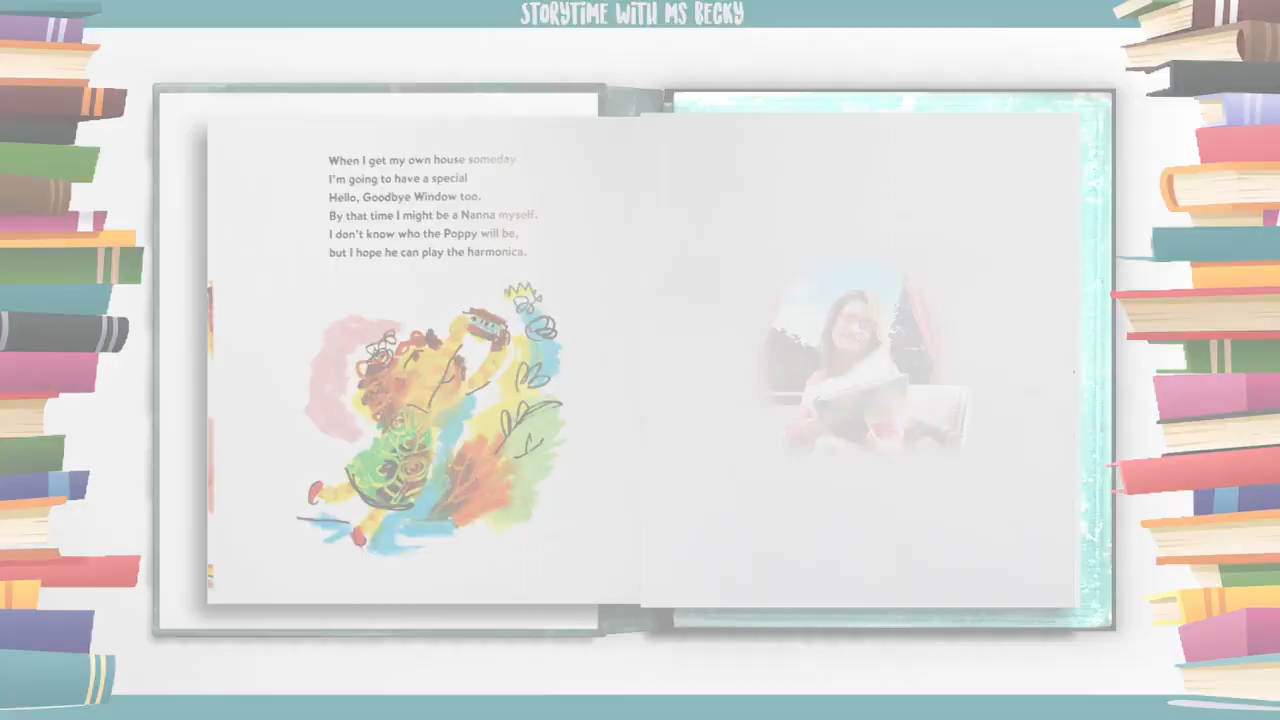 STORYTIME WITH MS BECKY
When I get my own house someday
I'm going to have a special
Hello, Goodbye Window too.
By that time I might be a Nanna myself.
I don't know who the Poppy will be,
but I hope he can play the harmonica.